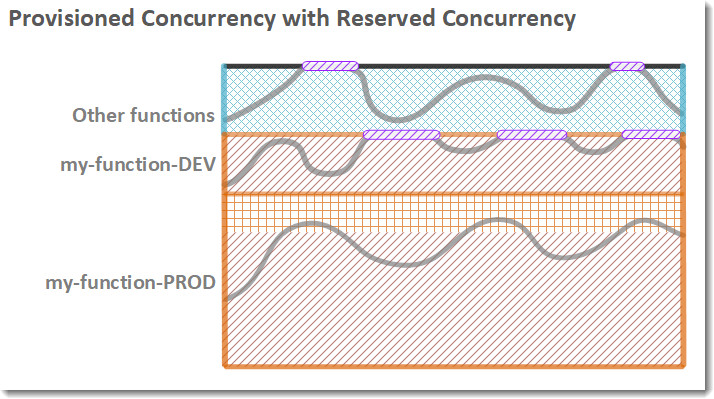 Provisioned Concurrency with Reserved Concurrency
Other functions
my-function-DEV
my-function-PROD